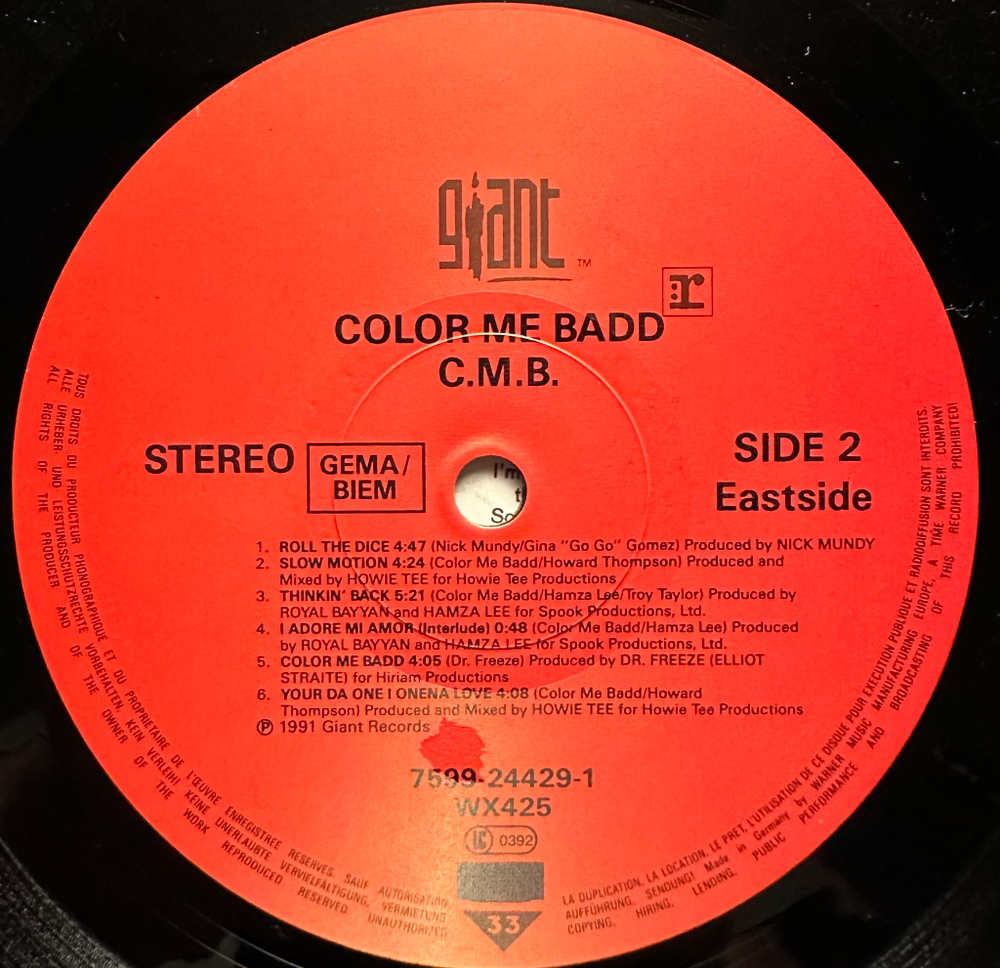 giant ™
r
COLOR ME BADD
C.M.B.
STEREO
GEMA/
BIEM
SIDE 2
Eastside
I'm
t
So
1. ROLL THE DICE 4:47 (Nick Mundy/Gina "Go Go" Gomez) Produced by NICK MUNDY
2. SLOW MOTION 4:24 (Color Me Badd/Howard Thompson) Produced and
Mixed by HOWIE TEE for Howie Tee Productions
3. THINKIN' BACK 5:21 (Color Me Badd/Hamza Lee/Troy Taylor) Produced by
ROYAL BAYYAN and HAMZA LEE for Spook Productions, Ltd.
4. I ADORE MI AMOR (Interlude) 0:48 (Color Me Badd/Hamza Lee) Produced
by ROYAL BAYYAN and HAMZA LEE for Spook Productions, Ltd.
5. COLOR ME BADD 4:05 (Dr. Freeze) Produced by DR. FREEZE (ELLIOT
STRAITE) for Hiriam Productions
6. YOUR DA ONE I ONENA LOVE 4:08 (Color Me Badd/Howard
Thompson) Produced and Mixed by HOWIE TEE for Howie Tee Productions
℗ 1991 Giant Records
7599-24429-1
WX425
LC 0392
33
TOUS DROITS DU PRODUCTEUR PHONOGRAPHIQUE ET DU PROPRIETAIRE DE L'ŒUVRE ENREGISTREE RESERVES. SAUF AUTORISATION LA DUPLICATION, LA LOCATION, LE PRET, L'UTILISATION DE CE DISQUE POUR EXECUTION PUBLIQUE ET RADIODIFFUSION SONT INTERDITS.
ALLE URHEBER- UND LEISTUNGSSCHUTZRECHTE VORBEHALTEN. KEIN VERLEIH! KEINE UNERLAUBTE VERVIELFÄLTIGUNG, VERMIETUNG AUFFÜHRUNG, SENDUNG! Made in Germany by WARNER MUSIC MANUFACTURING EUROPE, A TIME WARNER COMPANY
ALL RIGHTS OF THE PRODUCER AND OF THE OWNER OF THE WORK REPRODUCED RESERVED UNAUTHORIZED COPYING, HIRING, LENDING, PUBLIC PERFORMANCE AND BROADCASTING OF THIS RECORD PROHIBITED!